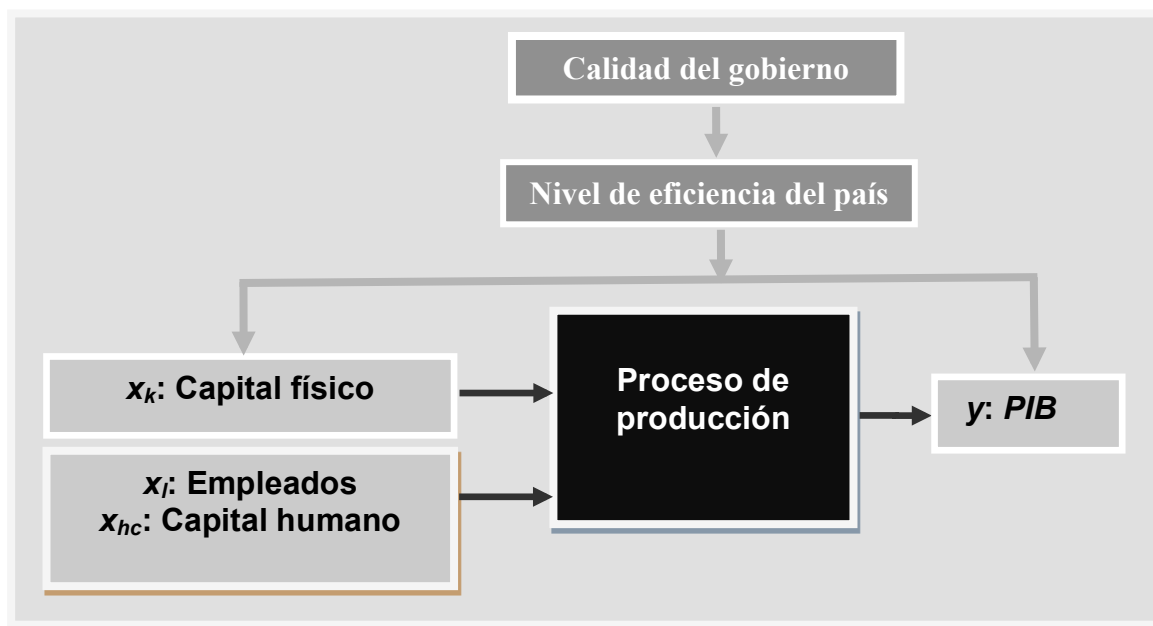 Calidad del gobierno
Nivel de eficiencia del país
xk: Capital físico
Proceso de
producción
y: PIB
xl: Empleados
xhc: Capital humano